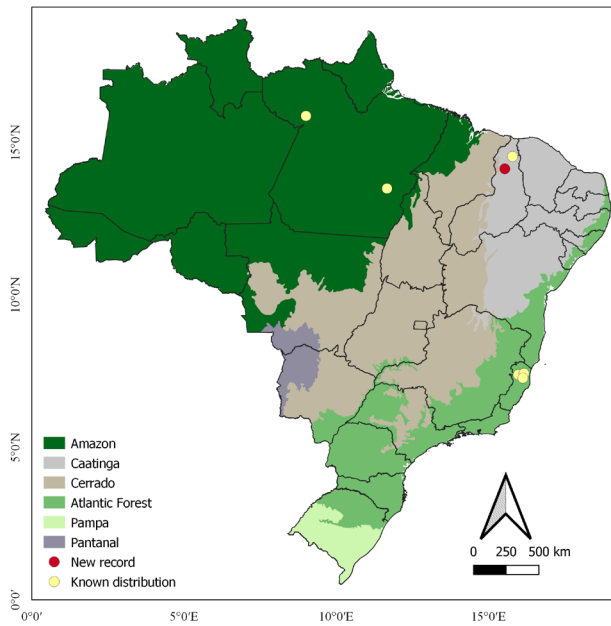 15°0'N
10°0'N
5°0'N
0°0'
Amazon
Caatinga
Cerrado
Atlantic Forest
Pampa
Pantanal
New record
Known distribution
0 250 500 km
0°0' 5°0'E 10°0'E 15°0'E